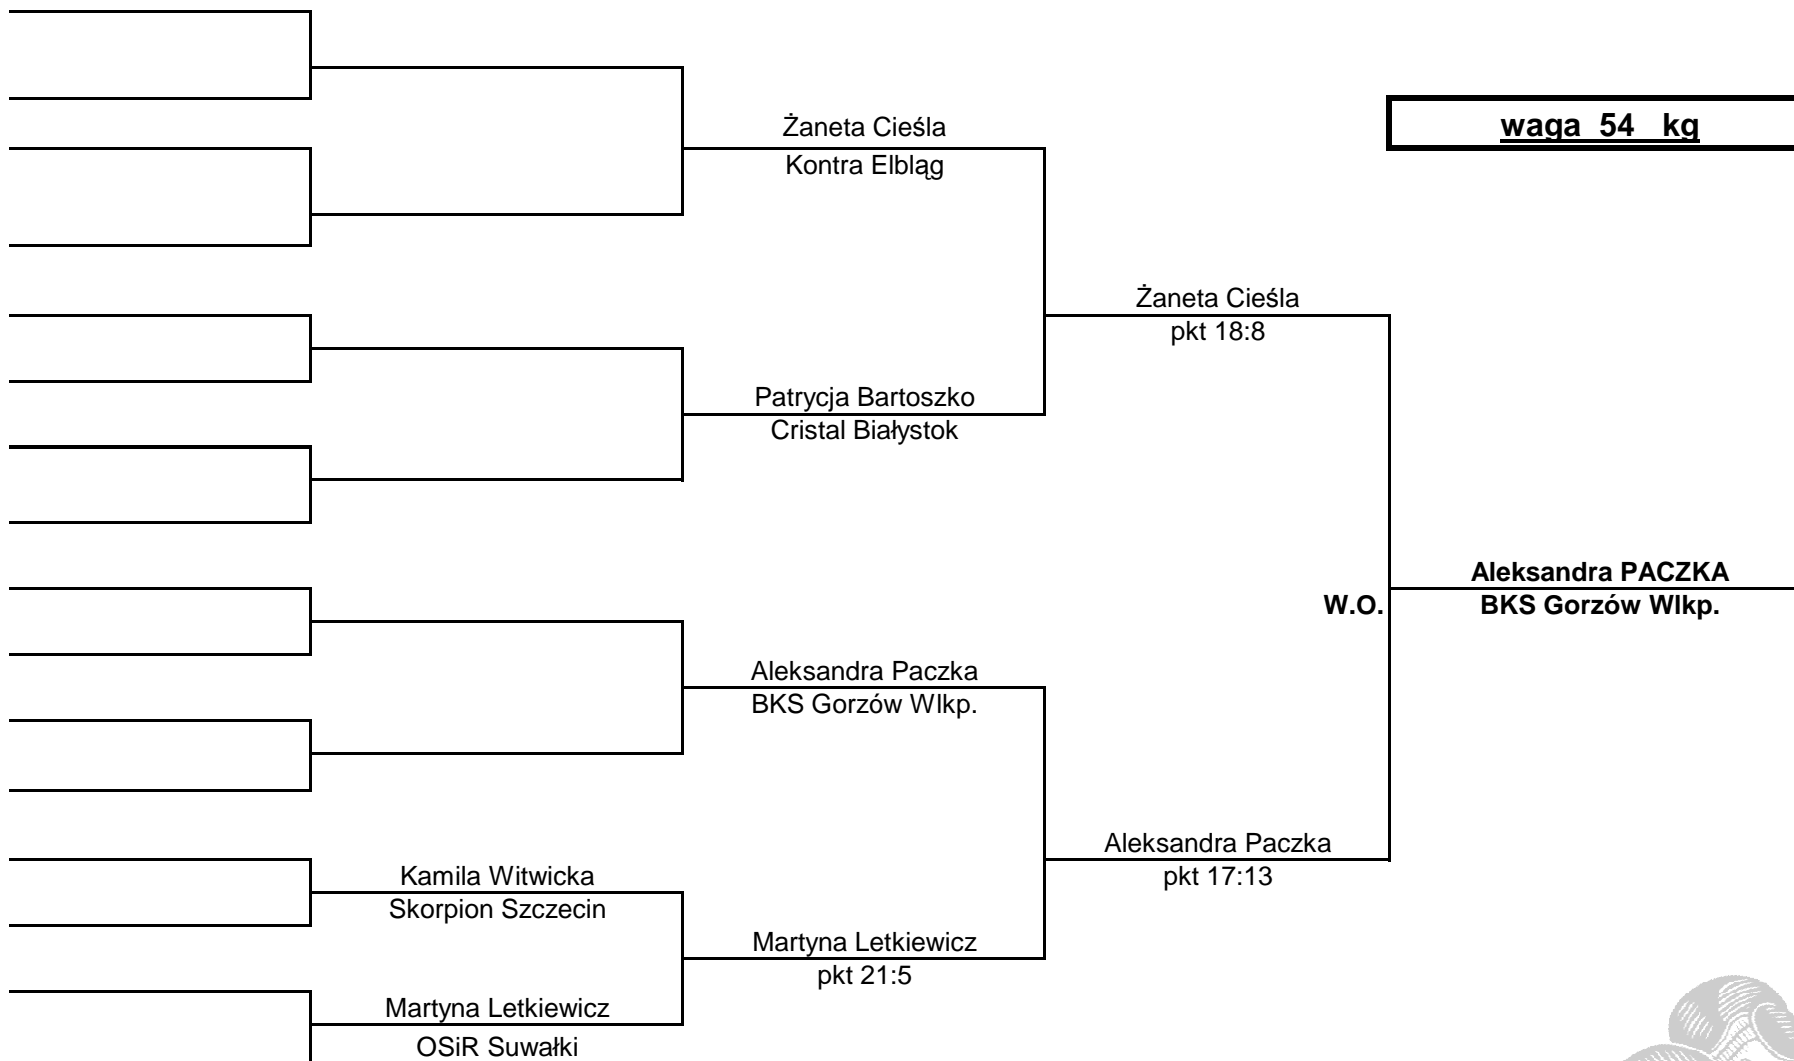 Żaneta Cieśla
Kontra Elbląg
waga 54 kg
Żaneta Cieśla
pkt 18:8
Patrycja Bartoszko
Cristal Białystok
W.O.
Aleksandra PACZKA
BKS Gorzów Wlkp.
Aleksandra Paczka
BKS Gorzów Wlkp.
Aleksandra Paczka
pkt 17:13
Kamila Witwicka
Skorpion Szczecin
Martyna Letkiewicz
pkt 21:5
Martyna Letkiewicz
OSiR Suwałki